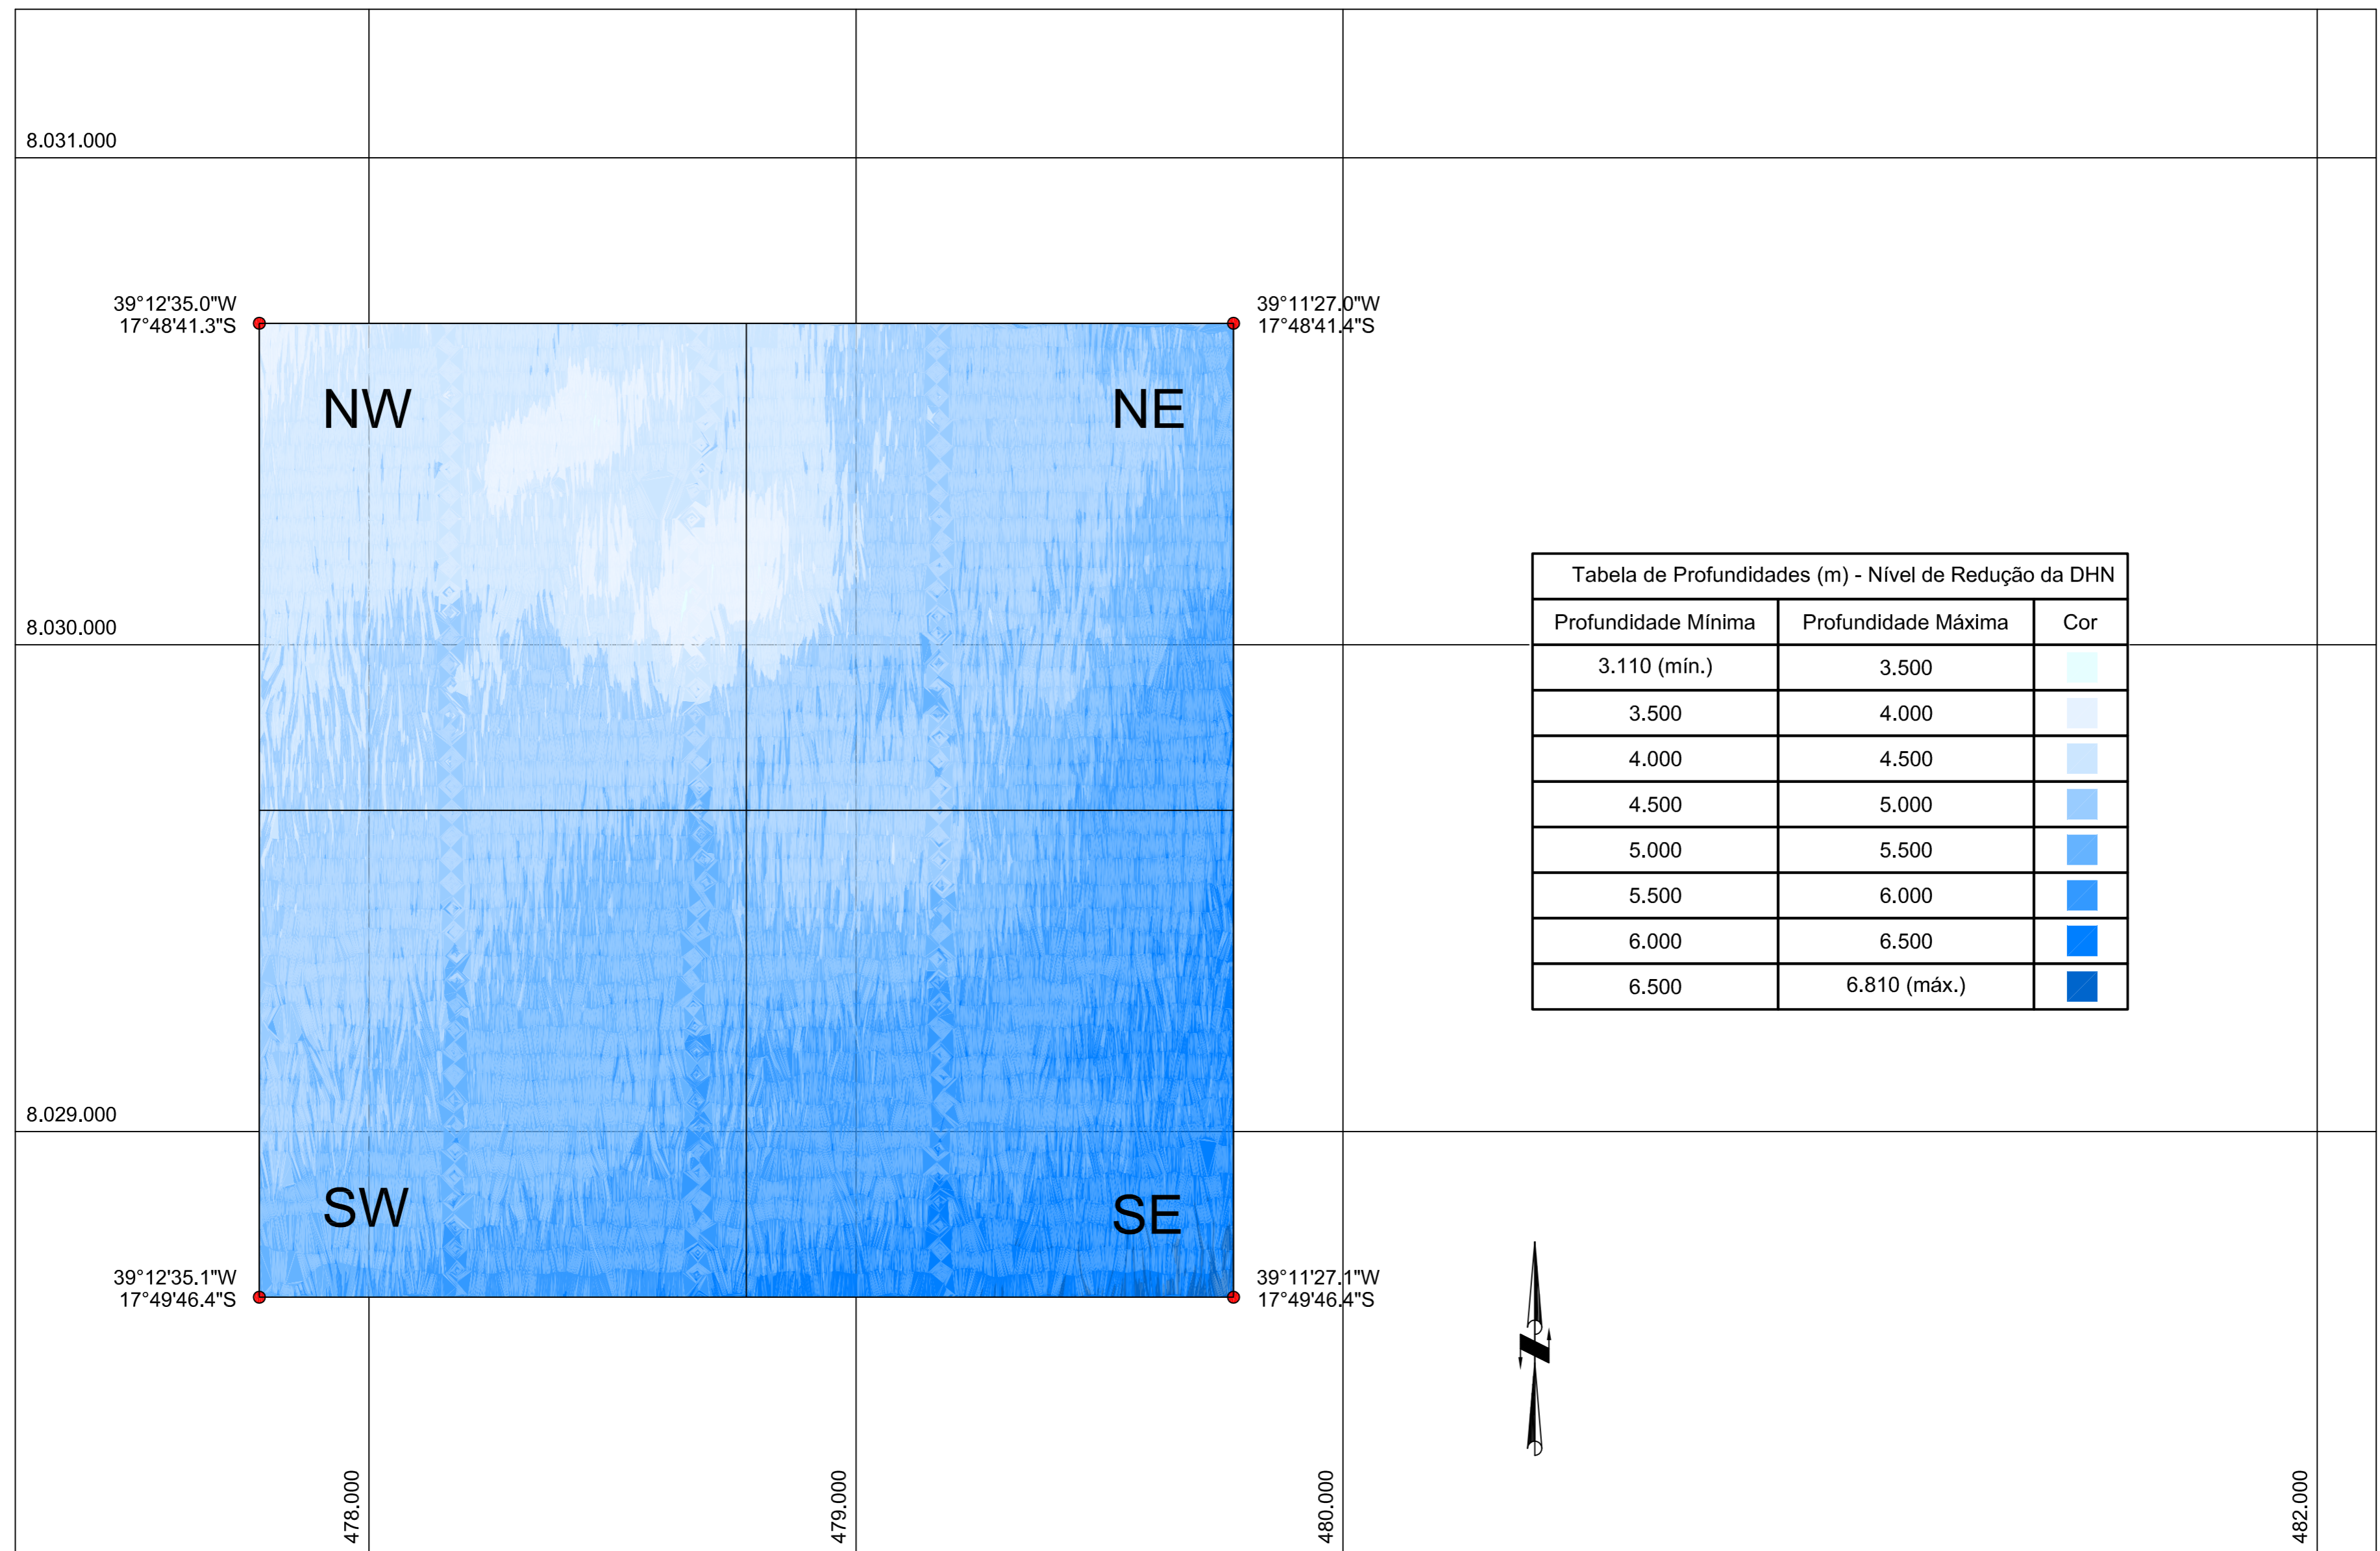 8.031.000
39°12'35.0"W
17°48'41.3"S
39°11'27.0"W
17°48'41.4"S
NW
NE
Tabela de Profundidades (m) - Nível de Redução da DHN
Profundidade Mínima Profundidade Máxima Cor
3.110 (mín.) 3.500
3.500 4.000
4.000 4.500
4.500 5.000
5.000 5.500
5.500 6.000
6.000 6.500
6.500 6.810 (máx.)
8.030.000
8.029.000
SW
SE
39°12'35.1"W
17°49'46.4"S
39°11'27.1"W
17°49'46.4"S
N
478.000
479.000
480.000
482.000